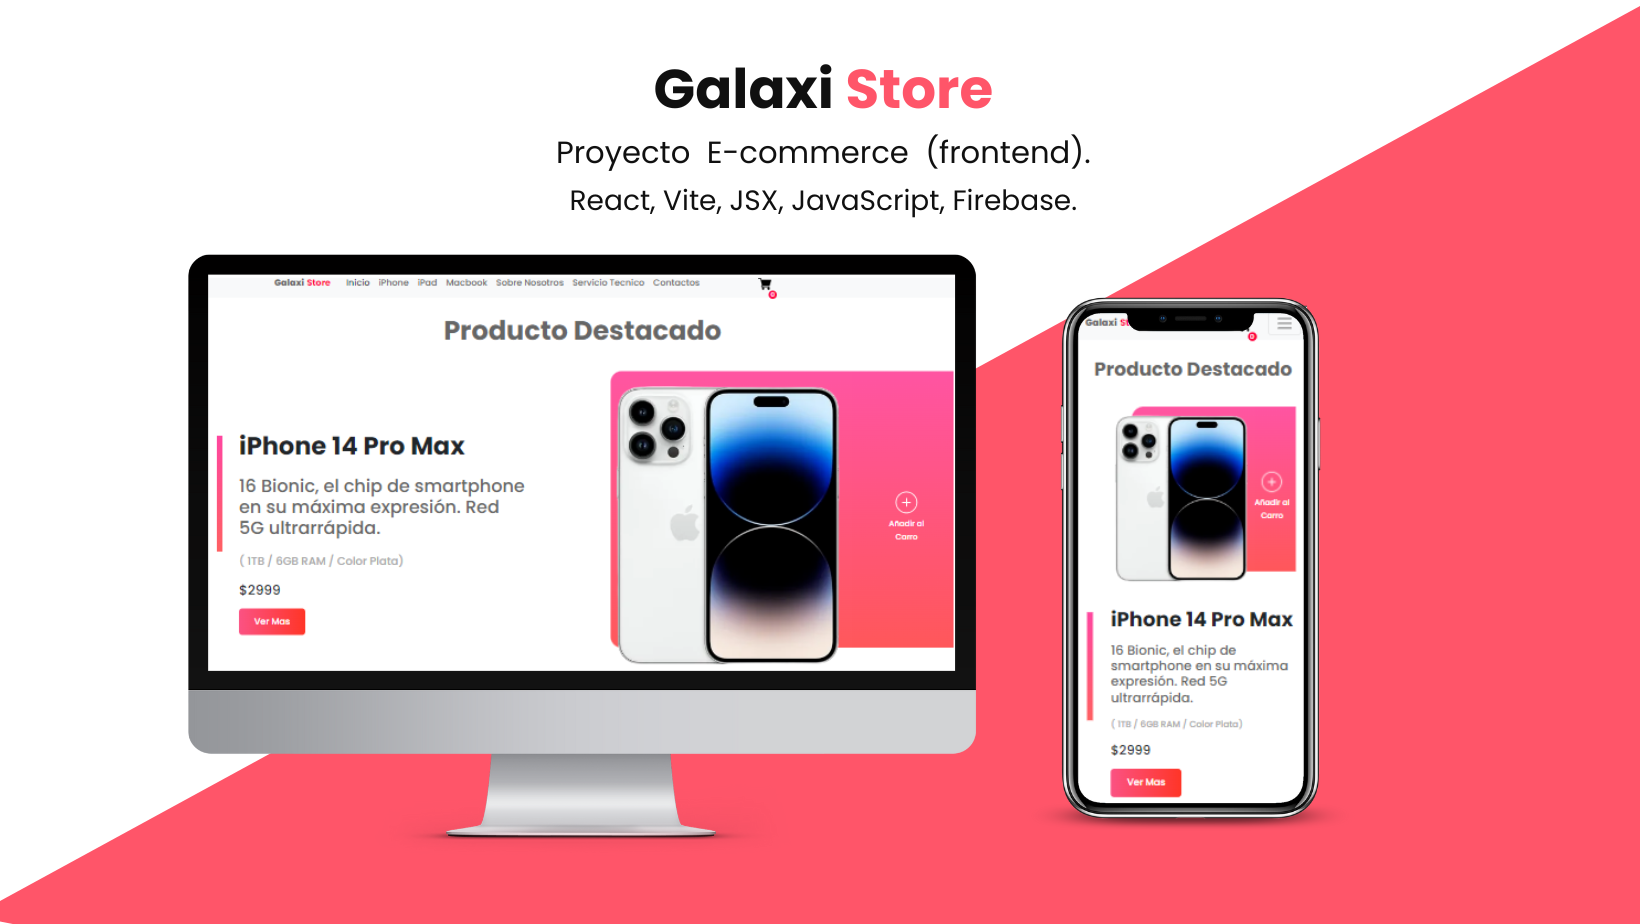 Galaxi Store
Proyecto E-commerce (frontend).
React, Vite, JSX, JavaScript, Firebase.
Galaxi Store Inicio iPhone iPad Macbook Sobre Nosotros Servicio Tecnico Contactos
0
Producto Destacado
iPhone 14 Pro Max
16 Bionic, el chip de smartphone
en su máxima expresión. Red
5G ultrarrápida.
( 1TB / 6GB RAM / Color Plata)
$2999
Ver Mas
Añadir al
Carro
Galaxi St
0
Producto Destacado
Añadir al
Carro
iPhone 14 Pro Max
16 Bionic, el chip de
smartphone en su máxima
expresión. Red 5G
ultrarrápida.
( 1TB / 6GB RAM / Color Plata)
$2999
Ver Mas